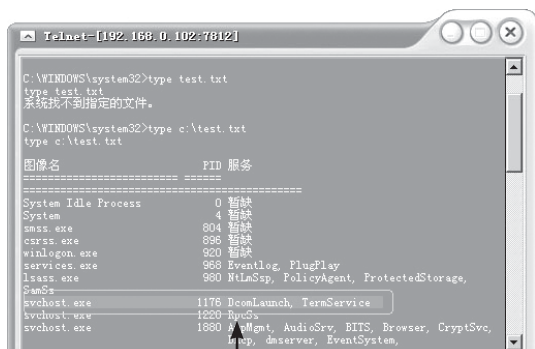 Telnet-[192.168.0.102:7812]
C:\WINDOWS\system32>type test.txt
type test.txt
系统找不到指定的文件。
C:\WINDOWS\system32>type c:\test.txt
type c:\test.txt
图像名 PID 服务
========================= ======
=============================================
System Idle Process 0 暂缺
System 4 暂缺
smss.exe 804 暂缺
csrss.exe 896 暂缺
winlogon.exe 920 暂缺
services.exe 968 Eventlog, PlugPlay
lsass.exe 980 NtLmSsp, PolicyAgent, ProtectedStorage,
SamSs
svchost.exe 1176 DcomLaunch, TermService
svchost.exe 1220 RpcSs
svchost.exe 1880 AudioSrv, BITS, Browser, CryptSvc,
dmserver, EventSystem,